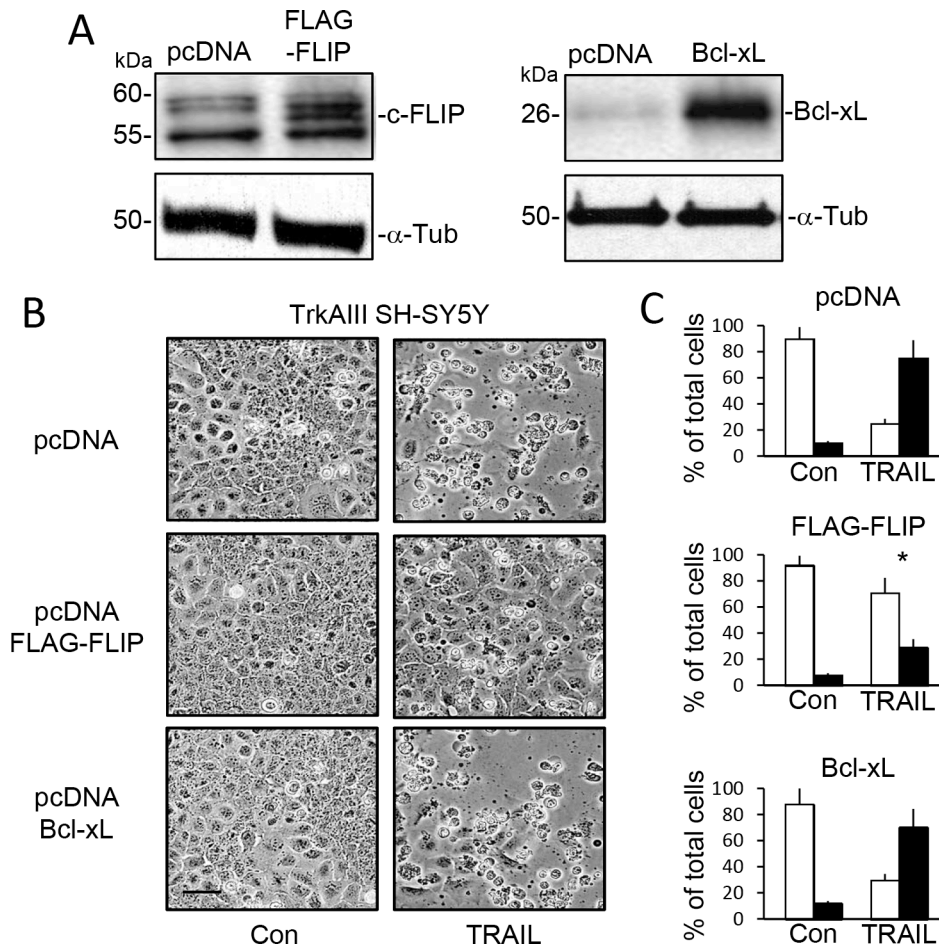 A
kDa
pcDNA
FLAG
-FLIP
60-
55-
-c-FLIP
50-
-α-Tub
kDa
pcDNA
Bcl-xL
26-
-Bcl-xL
50-
-α-Tub
B
TrkAIII SH-SY5Y
pcDNA
pcDNA
FLAG-FLIP
pcDNA
Bcl-xL
Con
TRAIL
C
pcDNA
% of total cells
100
80
60
40
20
0
Con
TRAIL
FLAG-FLIP
% of total cells
100
80
60
40
20
0
*
Con
TRAIL
Bcl-xL
% of total cells
100
80
60
40
20
0
Con
TRAIL